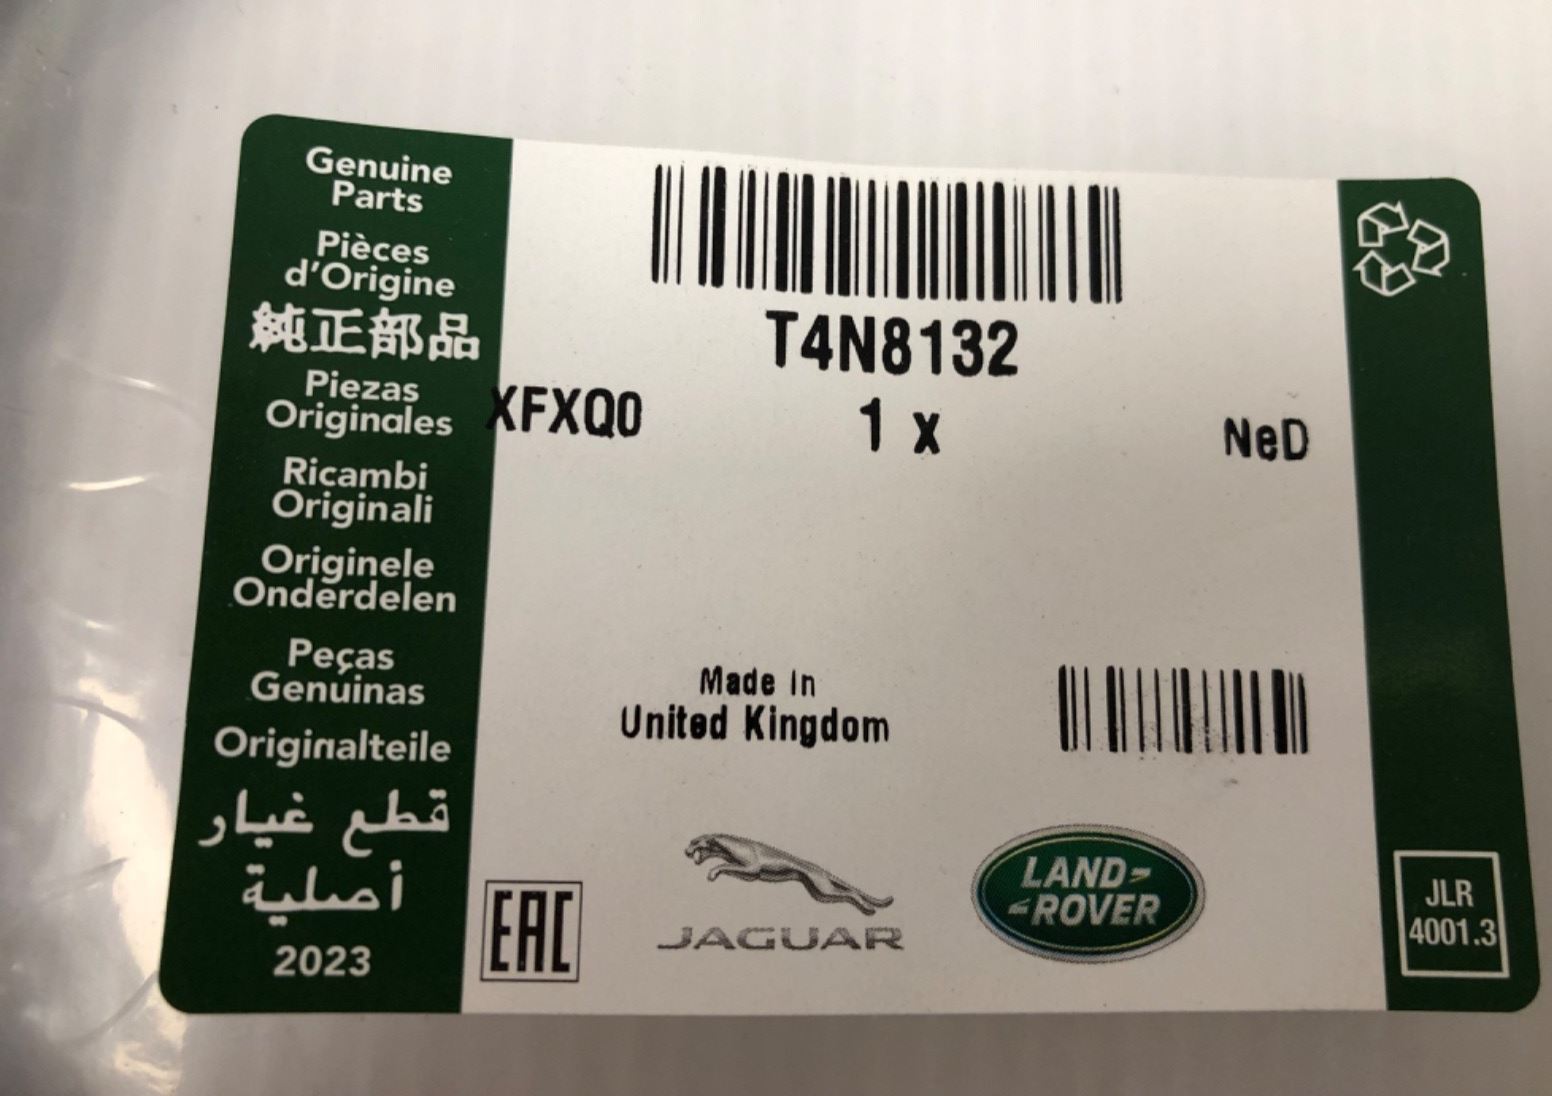 Genuine
Parts
Pièces
d'Origine
純正部品
Piezas
Originales
Ricambi
Originali
Originele
Onderdelen
Peças
Genuinas
Originalteile
قطع غيار
أصلية
2023
T4N8132
XFXQ0 1 x NeD
Made in
United Kingdom
EAC
JAGUAR
LAND-
ROVER
JLR
4001.3